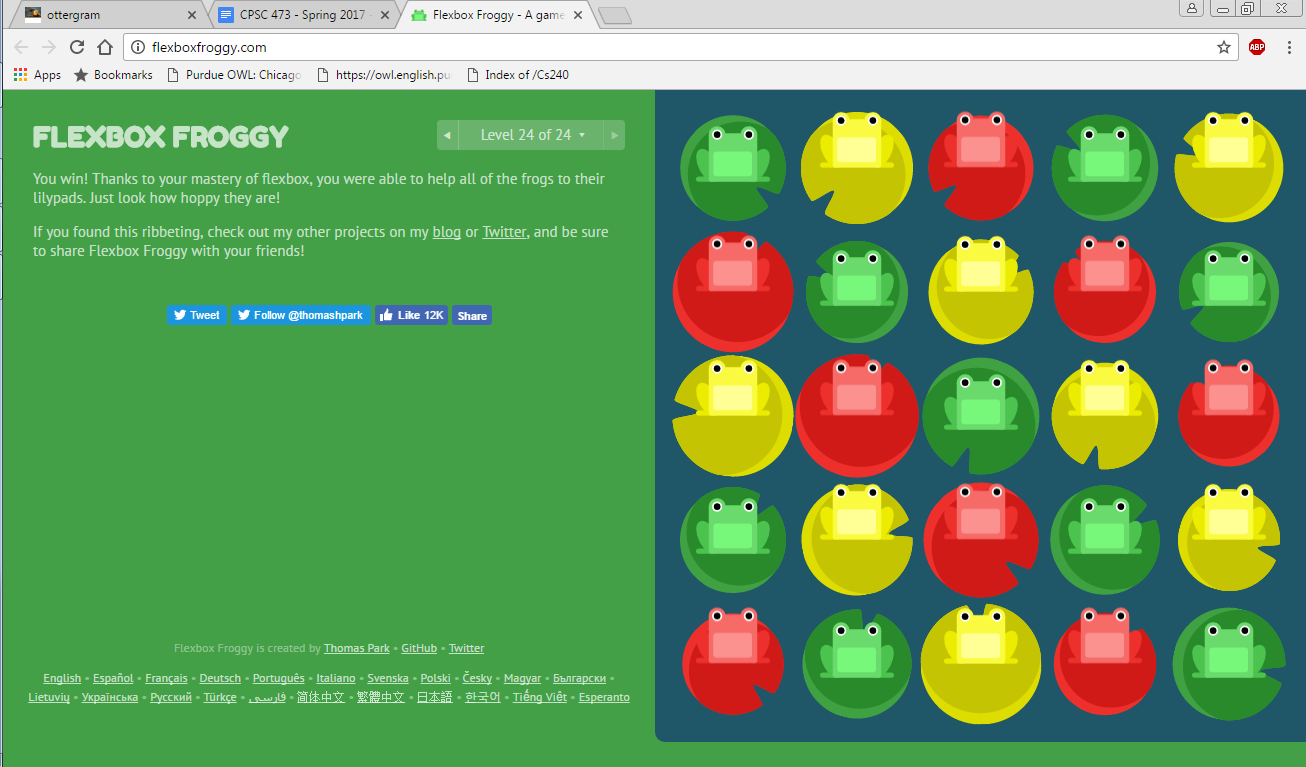 ottergram
CPSC 473 - Spring 2017 -
Flexbox Froggy - A game
flexboxfroggy.com
ABP
Apps
Bookmarks
Purdue OWL: Chicago
https://owl.english.pu
Index of /Cs240
FLEXBOX FROGGY
Level 24 of 24
You win! Thanks to your mastery of flexbox, you were able to help all of the frogs to their
lilypads. Just look how hoppy they are!
If you found this ribbeting, check out my other projects on my blog or Twitter, and be sure
to share Flexbox Froggy with your friends!
Tweet
Follow @thomashpark
Like 12K
Share
Flexbox Froggy is created by Thomas Park • GitHub • Twitter
English • Español • Français • Deutsch • Português • Italiano • Svenska • Polski • Česky • Magyar • Български •
Lietuvių • Українська • Русский • Türkçe • فارسی • 简体中文 • 繁體中文 • 日本語 • 한국어 • Tiếng Việt • Esperanto